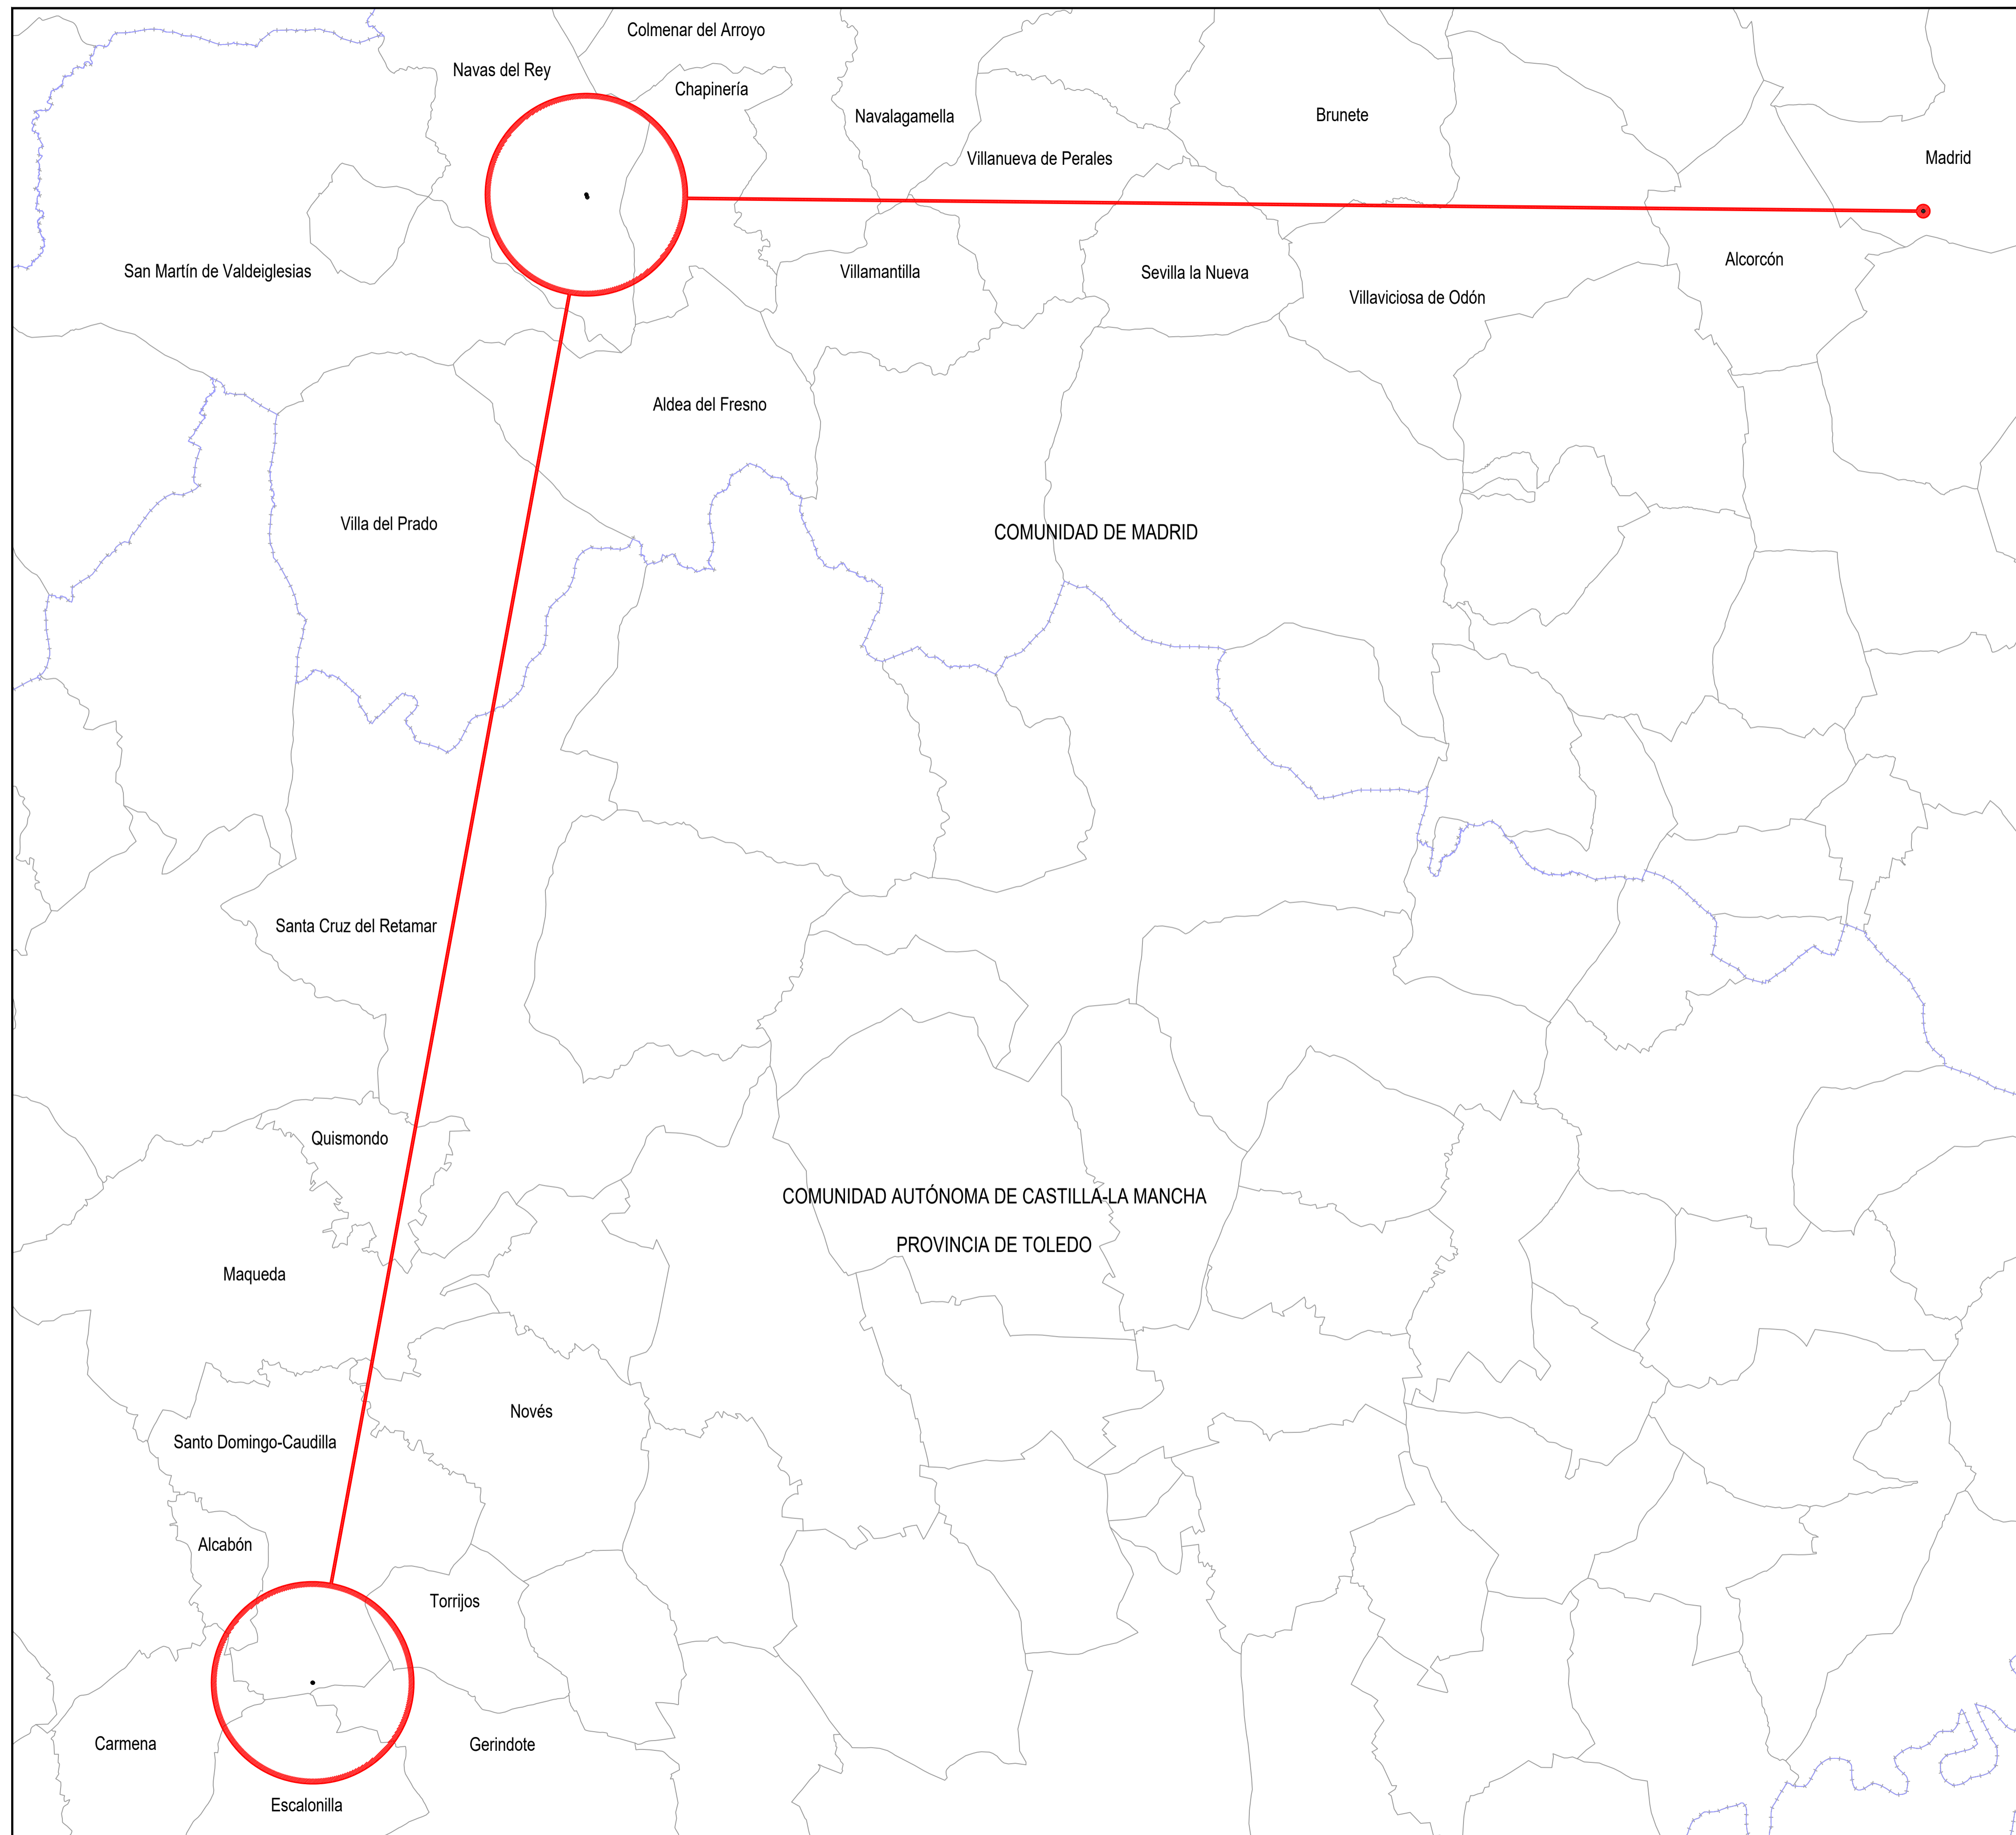 Colmenar del Arroyo
Navas del Rey
Chapinería
Navalagamella
Brunete
Villanueva de Perales
Madrid
San Martín de Valdeiglesias
Villamantilla
Sevilla la Nueva
Alcorcón
Villaviciosa de Odón
Aldea del Fresno
Villa del Prado
COMUNIDAD DE MADRID
Santa Cruz del Retamar
Quismondo
COMUNIDAD AUTÓNOMA DE CASTILLA-LA MANCHA
PROVINCIA DE TOLEDO
Maqueda
Novés
Santo Domingo-Caudilla
Alcabón
Torrijos
Carmena
Gerindote
Escalonilla